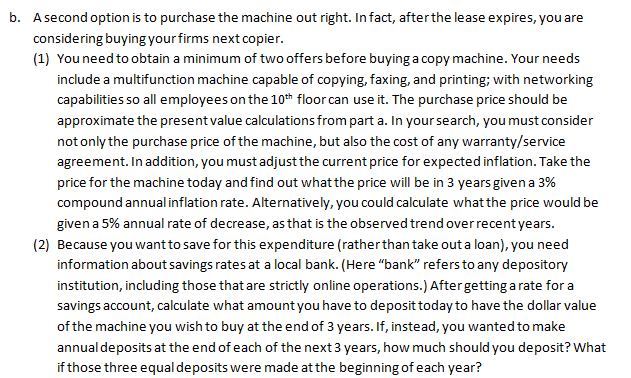 b. A second option is to purchase the machine out right. In fact, after the lease expires, you are
considering buying your firms next copier.
(1) You need to obtain a minimum of two offers before buying a copy machine. Your needs
include a multifunction machine capable of copying, faxing, and printing; with networking
capabilities so all employees on the 10th floor can use it. The purchase price should be
approximate the present value calculations from part a. In your search, you must consider
not only the purchase price of the machine, but also the cost of any warranty/service
agreement. In addition, you must adjust the current price for expected inflation. Take the
price for the machine today and find out what the price will be in 3 years given a 3%
compound annual inflation rate. Alternatively, you could calculate what the price would be
given a 5% annual rate of decrease, as that is the observed trend over recent years.
(2) Because you want to save for this expenditure (rather than take out a loan), you need
information about savings rates at a local bank. (Here “bank” refers to any depository
institution, including those that are strictly online operations.) After getting a rate for a
savings account, calculate what amount you have to deposit today to have the dollar value
of the machine you wish to buy at the end of 3 years. If, instead, you wanted to make
annual deposits at the end of each of the next 3 years, how much should you deposit? What
if those three equal deposits were made at the beginning of each year?